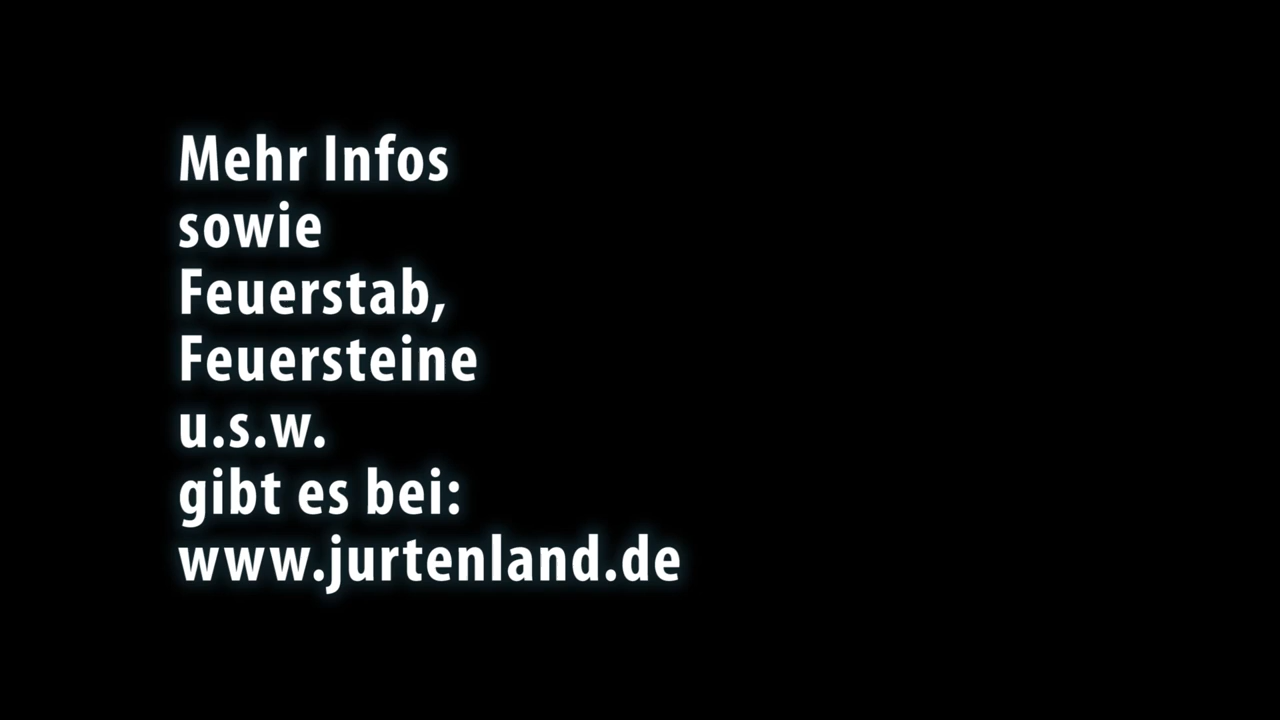 Mehr Infos
sowie
Feuerstab,
Feuersteine
u.s.w.
gibt es bei:
www.jurtenland.de